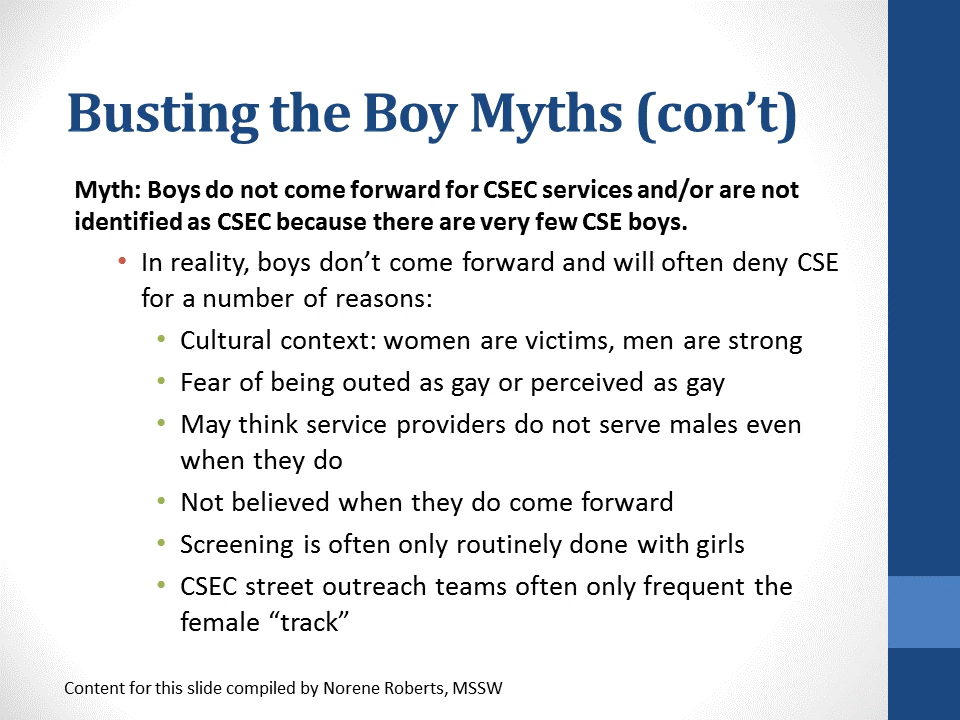 Busting the Boy Myths (con’t)
Myth: Boys do not come forward for CSEC services and/or are not
identified as CSEC because there are very few CSE boys.
• In reality, boys don’t come forward and will often deny CSE
for a number of reasons:
• Cultural context: women are victims, men are strong
• Fear of being outed as gay or perceived as gay
• May think service providers do not serve males even
when they do
• Not believed when they do come forward
• Screening is often only routinely done with girls
• CSEC street outreach teams often only frequent the
female “track”
Content for this slide compiled by Norene Roberts, MSSW